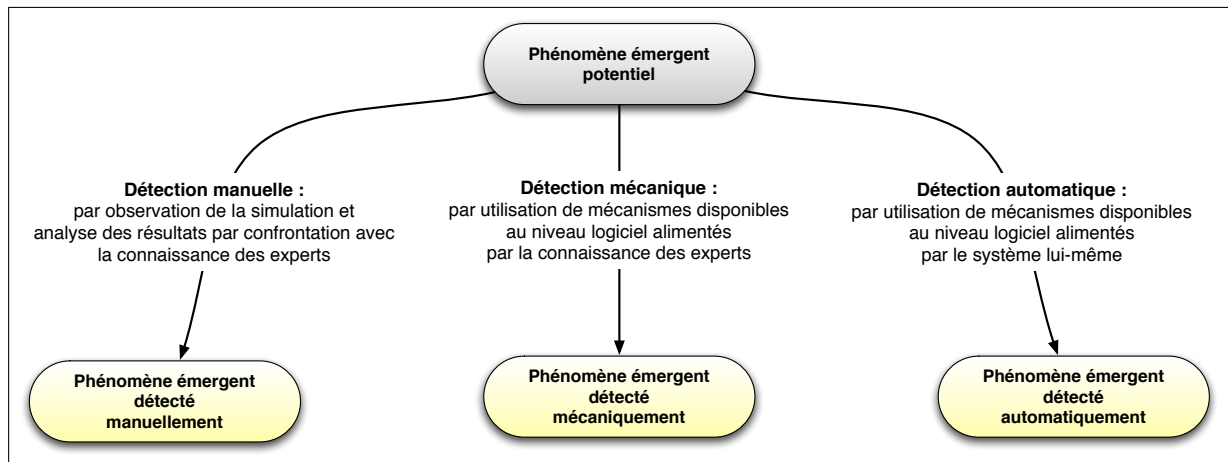 Phénomène émergent
potentiel
Détection manuelle :
par observation de la simulation et
analyse des résultats par confrontation avec
la connaissance des experts
Détection mécanique :
par utilisation de mécanismes disponibles
au niveau logiciel alimentés
par la connaissance des experts
Détection automatique :
par utilisation de mécanismes disponibles
au niveau logiciel alimentés
par le système lui-même
Phénomène émergent
détecté
manuellement
Phénomène émergent
détecté
mécaniquement
Phénomène émergent
détecté
automatiquement